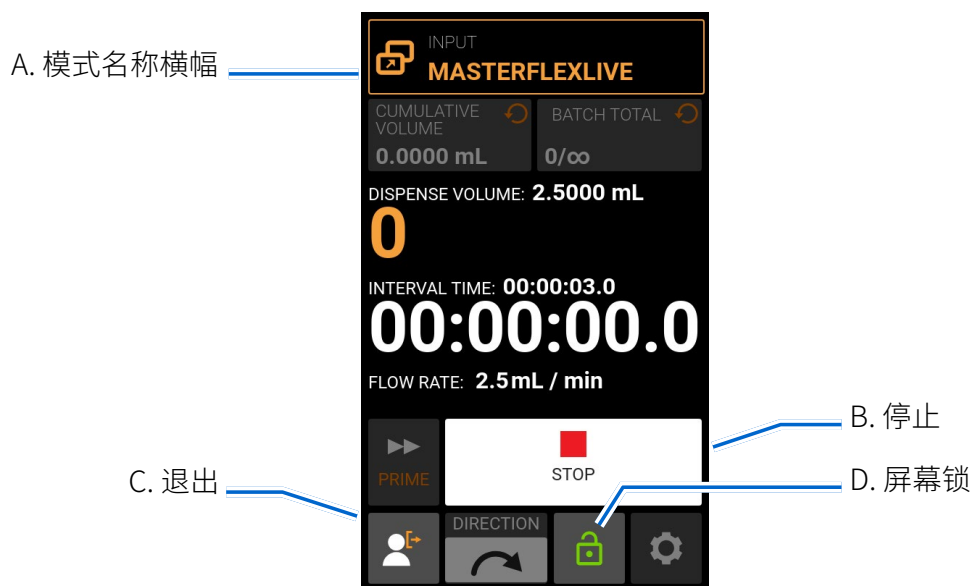 A. 模式名称横幅
INPUT
MASTERFLEXLIVE
CUMULATIVE
VOLUME
0.0000 mL
BATCH TOTAL
0/∞
DISPENSE VOLUME: 2.5000 mL
0
INTERVAL TIME: 00:00:03.0
00:00:00.0
FLOW RATE: 2.5mL / min
B. 停止
PRIME
STOP
C. 退出
D. 屏幕锁
DIRECTION